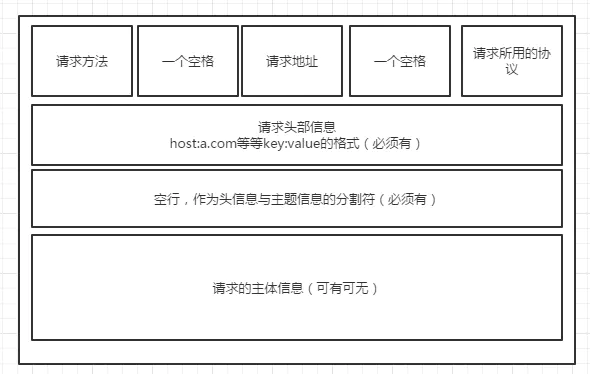 请求方法
一个空格
请求地址
一个空格
请求所用的协
议
请求头部信息
host:a.com等等key:value的格式（必须有）
空行，作为头信息与主题信息的分割符（必须有）
请求的主体信息（可有可无）